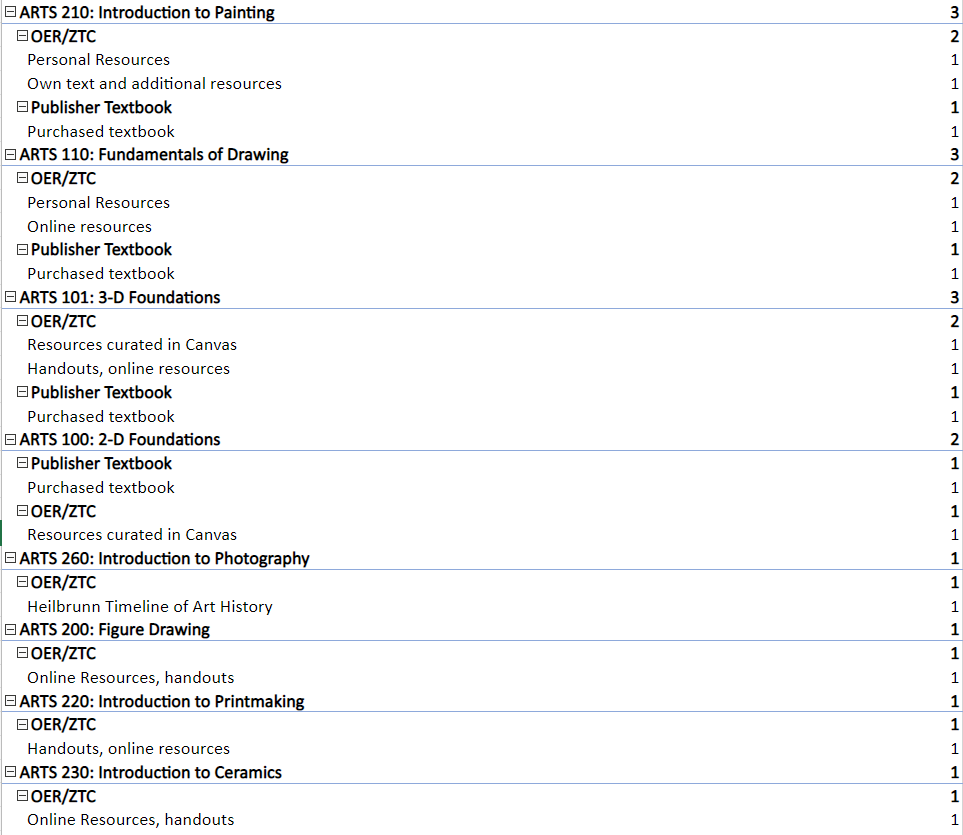 ARTS 210: Introduction to Painting 3
OER/ZTC 2
Personal Resources 1
Own text and additional resources 1
Publisher Textbook 1
Purchased textbook 1
ARTS 110: Fundamentals of Drawing 3
OER/ZTC 2
Personal Resources 1
Online resources 1
Publisher Textbook 1
Purchased textbook 1
ARTS 101: 3-D Foundations 3
OER/ZTC 2
Resources curated in Canvas 1
Handouts, online resources 1
Publisher Textbook 1
Purchased textbook 1
ARTS 100: 2-D Foundations 2
Publisher Textbook 1
Purchased textbook 1
OER/ZTC 1
Resources curated in Canvas 1
ARTS 260: Introduction to Photography 1
OER/ZTC 1
Heilbrunn Timeline of Art History 1
ARTS 200: Figure Drawing 1
OER/ZTC 1
Online Resources, handouts 1
ARTS 220: Introduction to Printmaking 1
OER/ZTC 1
Handouts, online resources 1
ARTS 230: Introduction to Ceramics 1
OER/ZTC 1
Online Resources, handouts 1